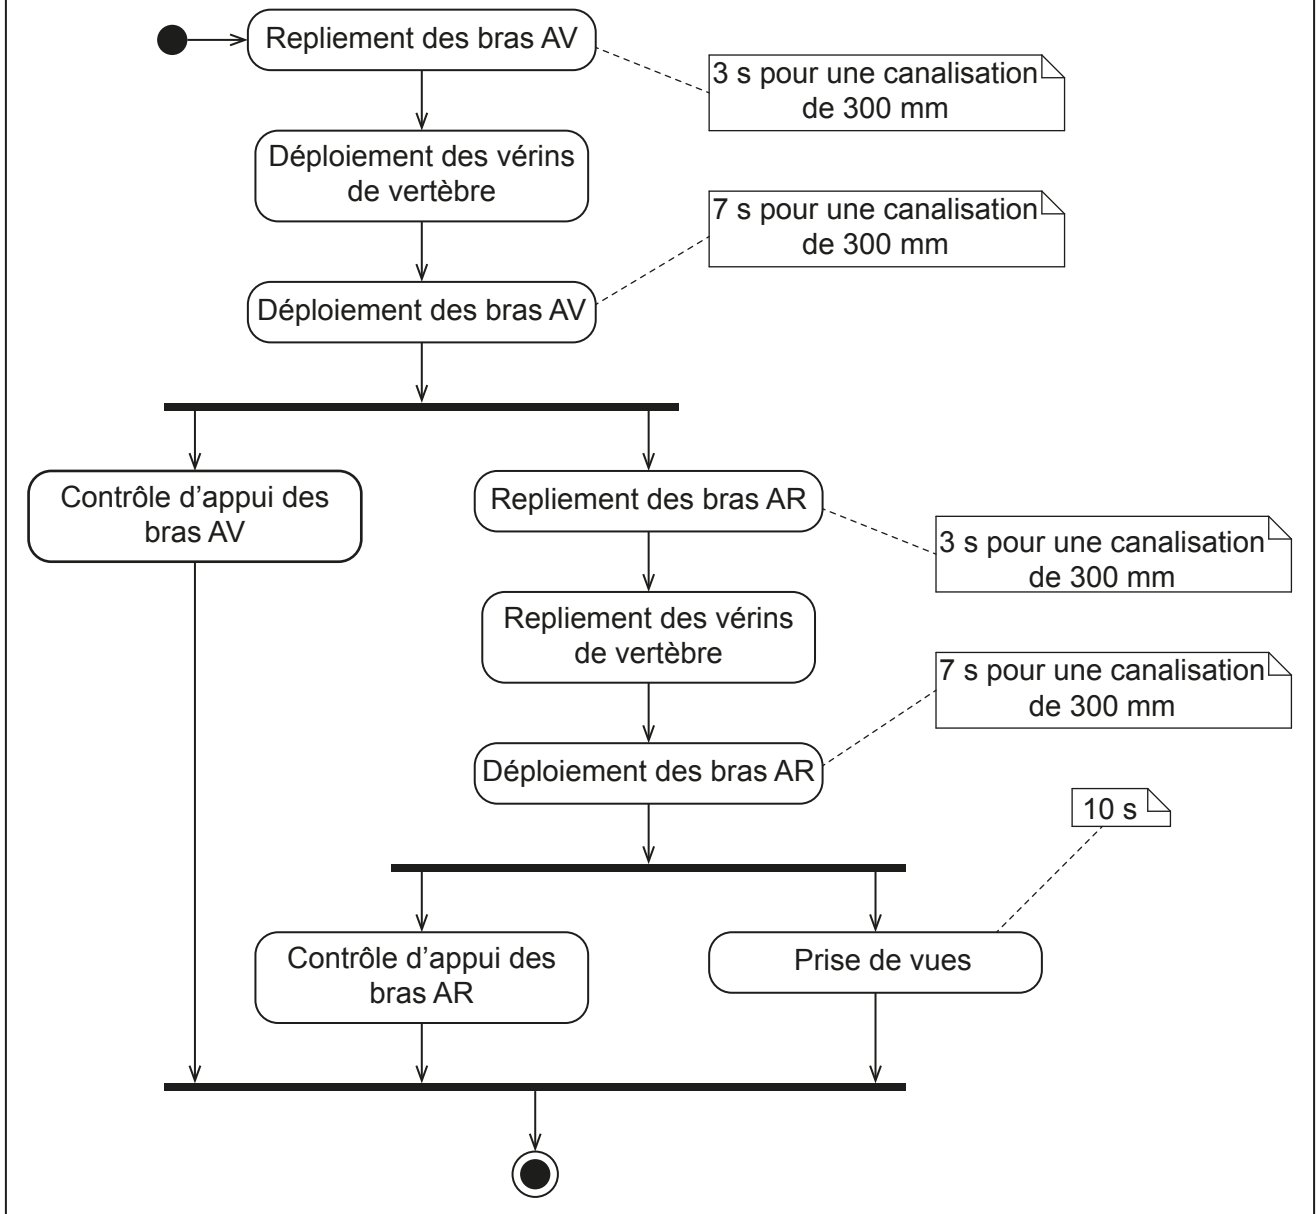 Repliement des bras AV
3 s pour une canalisation
de 300 mm
Déploiement des vérins
de vertèbre
7 s pour une canalisation
de 300 mm
Déploiement des bras AV
Contrôle d’appui des
bras AV
Repliement des bras AR
3 s pour une canalisation
de 300 mm
Repliement des vérins
de vertèbre
7 s pour une canalisation
de 300 mm
Déploiement des bras AR
10 s
Contrôle d’appui des
bras AR
Prise de vues